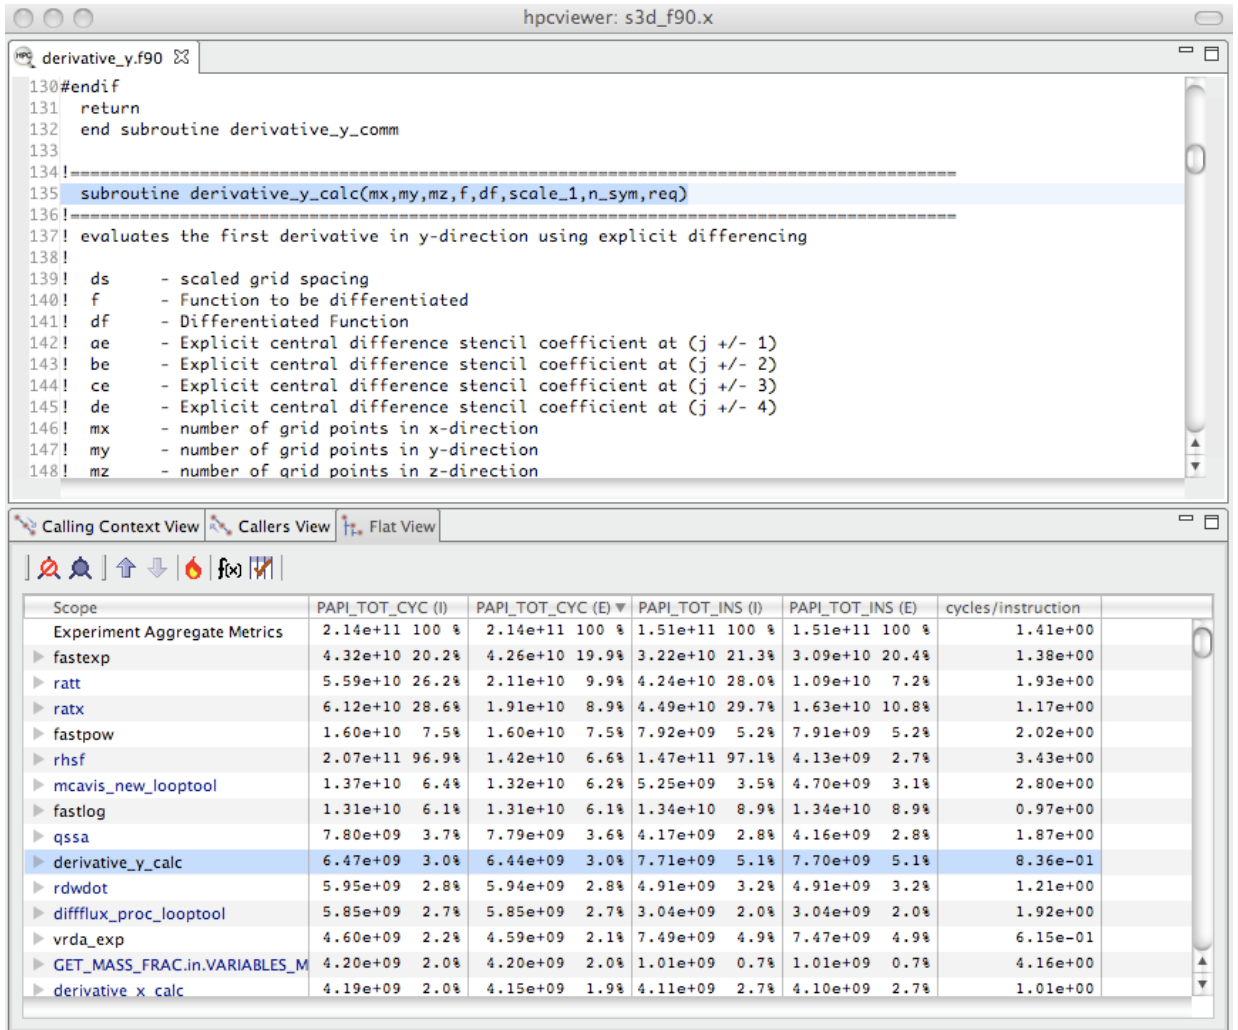 hpcviewer: s3d_f90.x
derivative_y.f90
130 #endif
131 return
132 end subroutine derivative_y_comm
133
134 !=========================================================================================
135 subroutine derivative_y_calc(mx,my,mz,f,df,scale_1,n_sym,req)
136 !=========================================================================================
137 ! evaluates the first derivative in y-direction using explicit differencing
138 !
139 ! ds - scaled grid spacing
140 ! f - Function to be differentiated
141 ! df - Differentiated Function
142 ! ae - Explicit central difference stencil coefficient at (j +/- 1)
143 ! be - Explicit central difference stencil coefficient at (j +/- 2)
144 ! ce - Explicit central difference stencil coefficient at (j +/- 3)
145 ! de - Explicit central difference stencil coefficient at (j +/- 4)
146 ! mx - number of grid points in x-direction
147 ! my - number of grid points in y-direction
148 ! mz - number of grid points in z-direction
Calling Context View Callers View Flat View
f(x)
Scope PAPI_TOT_CYC (I) PAPI_TOT_CYC (E) PAPI_TOT_INS (I) PAPI_TOT_INS (E) cycles/instruction
Experiment Aggregate Metrics 2.14e+11 100 % 2.14e+11 100 % 1.51e+11 100 % 1.51e+11 100 % 1.41e+00
fastexp 4.32e+10 20.2% 4.26e+10 19.9% 3.22e+10 21.3% 3.09e+10 20.4% 1.38e+00
ratt 5.59e+10 26.2% 2.11e+10 9.9% 4.24e+10 28.0% 1.09e+10 7.2% 1.93e+00
ratx 6.12e+10 28.6% 1.91e+10 8.9% 4.49e+10 29.7% 1.63e+10 10.8% 1.17e+00
fastpow 1.60e+10 7.5% 1.60e+10 7.5% 7.92e+09 5.2% 7.91e+09 5.2% 2.02e+00
rhsf 2.07e+11 96.9% 1.42e+10 6.6% 1.47e+11 97.1% 4.13e+09 2.7% 3.43e+00
mcavis_new_looptool 1.37e+10 6.4% 1.32e+10 6.2% 5.25e+09 3.5% 4.70e+09 3.1% 2.80e+00
fastlog 1.31e+10 6.1% 1.31e+10 6.1% 1.34e+10 8.9% 1.34e+10 8.9% 0.97e+00
qssa 7.80e+09 3.7% 7.79e+09 3.6% 4.17e+09 2.8% 4.16e+09 2.8% 1.87e+00
derivative_y_calc 6.47e+09 3.0% 6.44e+09 3.0% 7.71e+09 5.1% 7.70e+09 5.1% 8.36e-01
rdwdot 5.95e+09 2.8% 5.94e+09 2.8% 4.91e+09 3.2% 4.91e+09 3.2% 1.21e+00
diffflux_proc_looptool 5.85e+09 2.7% 5.85e+09 2.7% 3.04e+09 2.0% 3.04e+09 2.0% 1.92e+00
vrda_exp 4.60e+09 2.2% 4.59e+09 2.1% 7.49e+09 4.9% 7.47e+09 4.9% 6.15e-01
GET_MASS_FRAC.in.VARIABLES_M 4.20e+09 2.0% 4.20e+09 2.0% 1.01e+09 0.7% 1.01e+09 0.7% 4.16e+00
derivative_x_calc 4.19e+09 2.0% 4.15e+09 1.9% 4.11e+09 2.7% 4.10e+09 2.7% 1.01e+00